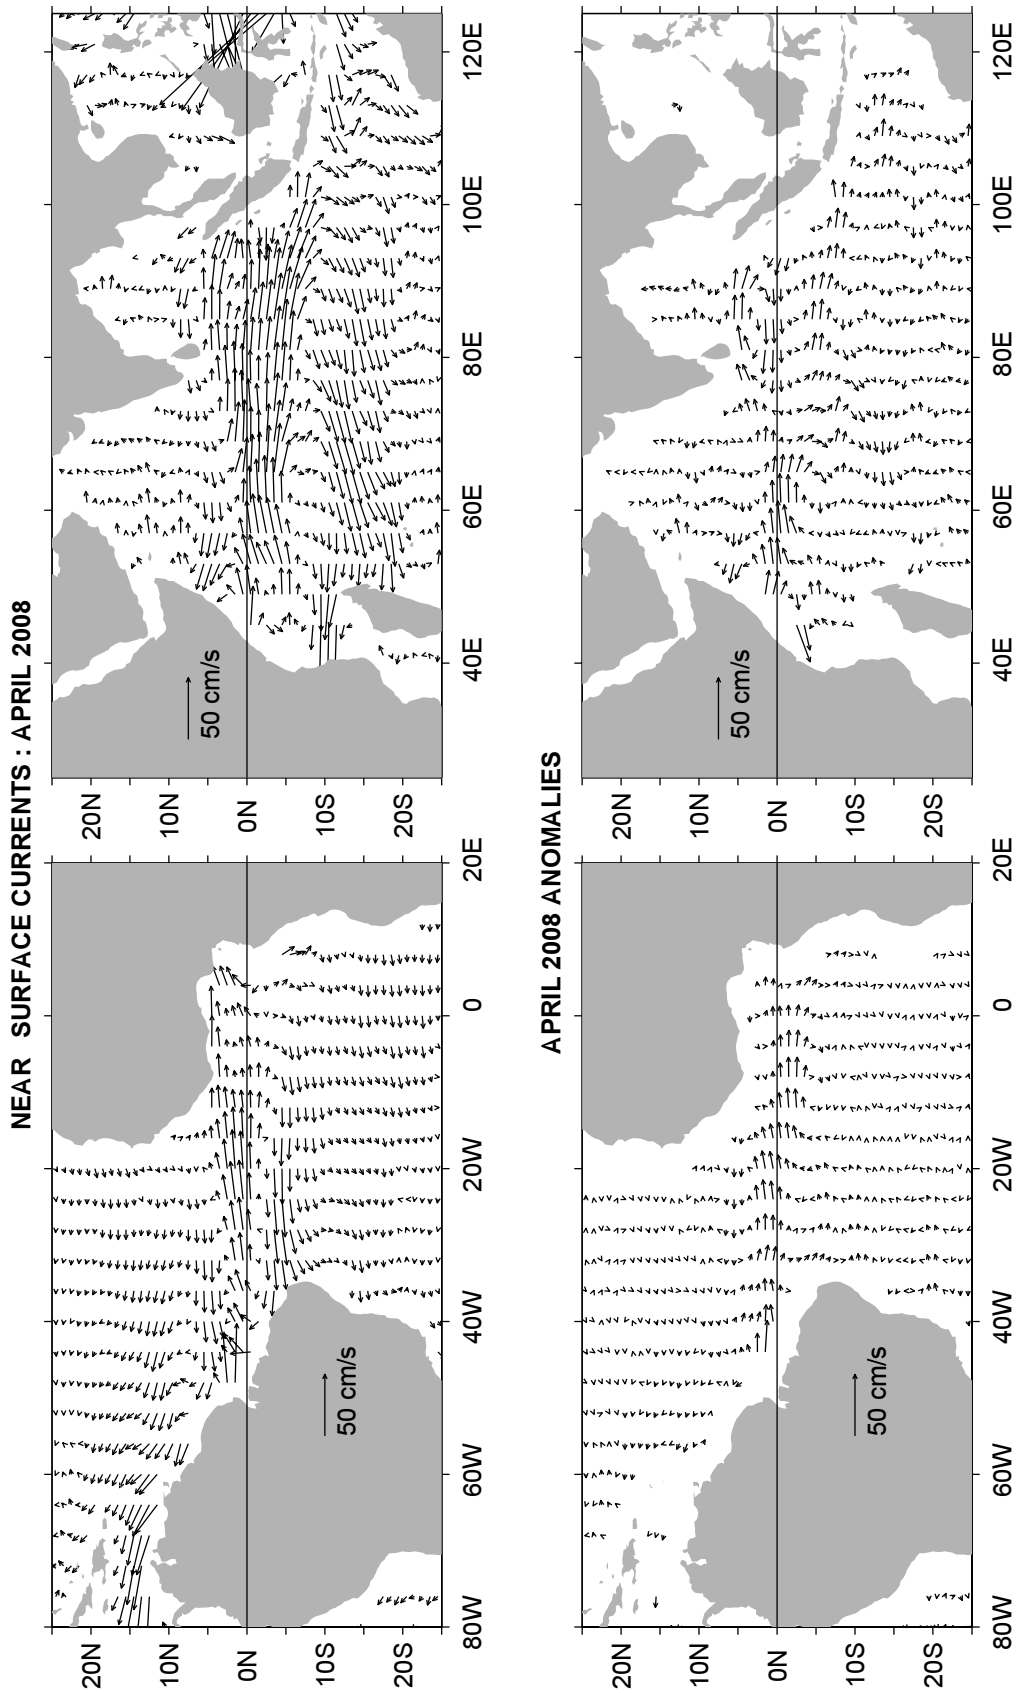 NEAR SURFACE CURRENTS : APRIL 2008
20N
10N
0N
10S
20S
80W
60W
40W
20W
0
20E
50 cm/s
20N
10N
0N
10S
20S
40E
60E
80E
100E
120E
50 cm/s
APRIL 2008 ANOMALIES
20N
10N
0N
10S
20S
80W
60W
40W
20W
0
20E
50 cm/s
20N
10N
0N
10S
20S
40E
60E
80E
100E
120E
50 cm/s